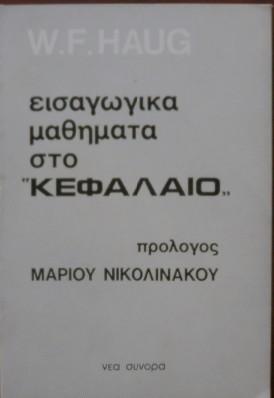 W.F.HAUG
εισαγωγικα
μαθηματα
στο
"ΚΕΦΑΛΑΙΟ„
προλογος
ΜΑΡΙΟΥ ΝΙΚΟΛΙΝΑΚΟΥ
νεα συνορα